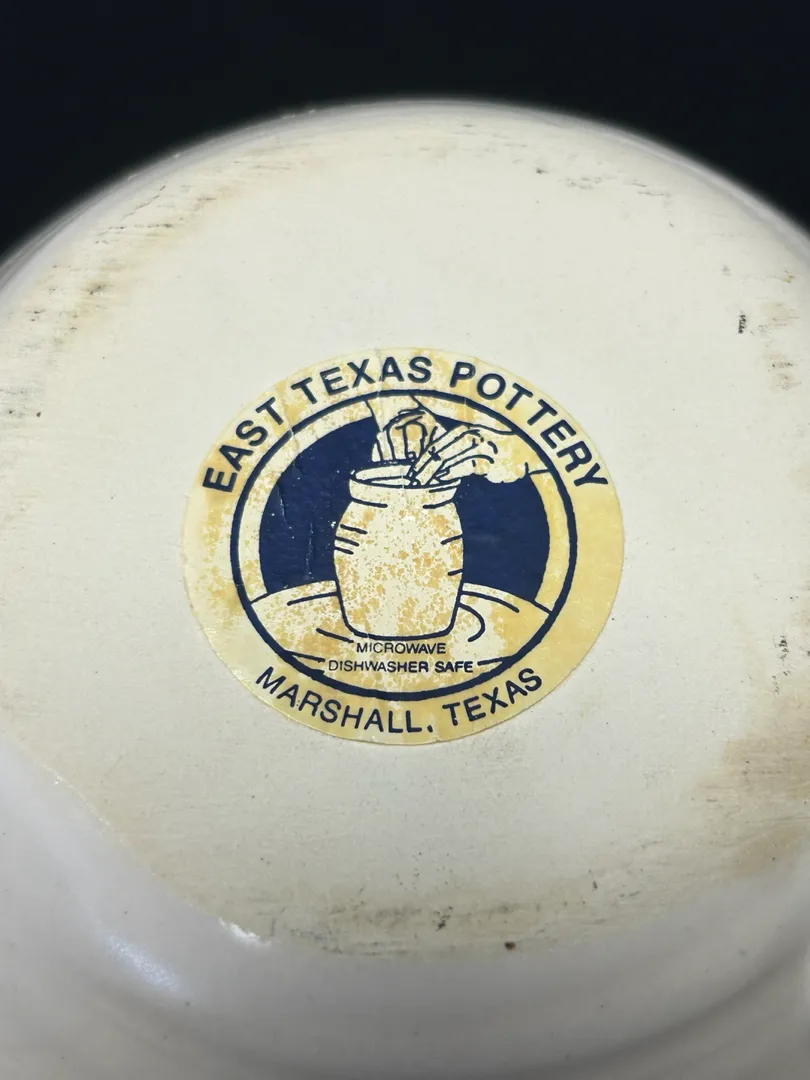 EAST TEXAS POTTERY
MICROWAVE
DISHWASHER SAFE
MARSHALL, TEXAS